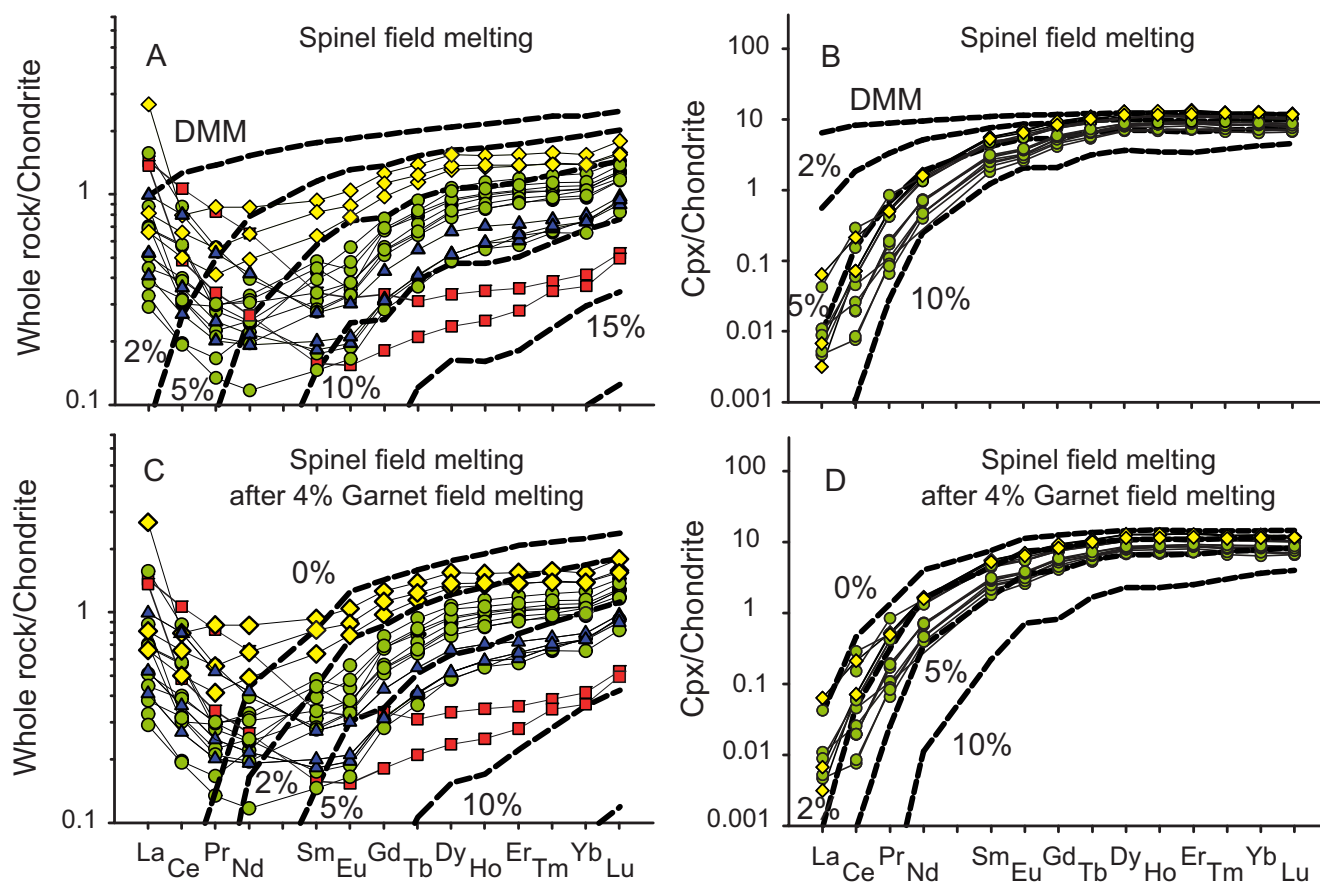 A
Spinel field melting
Whole rock/Chondrite
DMM
1
2%
5%
10%
15%
0.1
B
Spinel field melting
Cpx/Chondrite
100
DMM
10
2%
1
0.1
5%
10%
0.01
0.001
C
Spinel field melting
after 4% Garnet field melting
Whole rock/Chondrite
0%
1
2%
5%
10%
0.1
La Ce Pr Nd Sm Eu Gd Tb Dy Ho Er Tm Yb Lu
D
Spinel field melting
after 4% Garnet field melting
Cpx/Chondrite
100
10
0%
1
5%
0.1
10%
0.01
2%
0.001
La Ce Pr Nd Sm Eu Gd Tb Dy Ho Er Tm Yb Lu